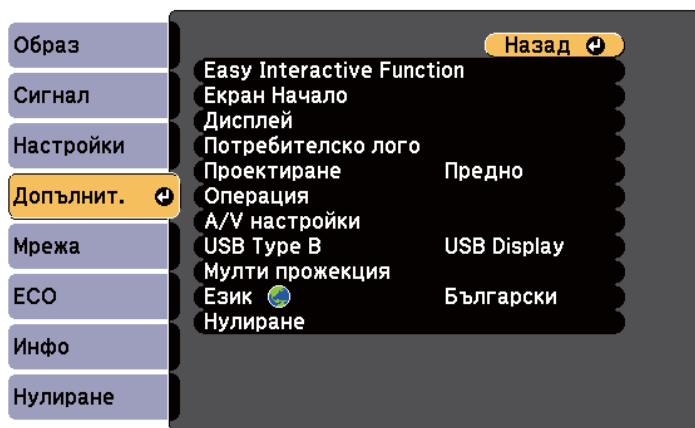 Образ
Сигнал
Настройки
Допълнит.
Мрежа
ECO
Инфо
Нулиране
Назад
Easy Interactive Function
Екран Начало
Дисплей
Потребителско лого
Проектиране Предно
Операция
A/V настройки
USB Type B USB Display
Мулти прожекция
Език Български
Нулиране